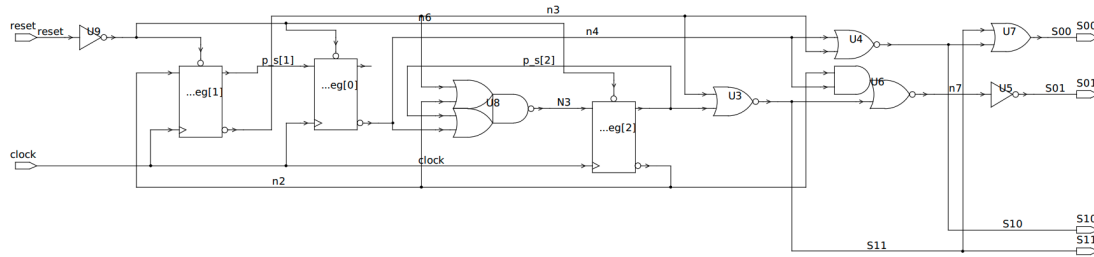 reset
reset
U9
n6
n3
n4
U4
U7
S00
S00
p_s[1]
...eg[1]
...eg[0]
p_s[2]
U8
N3
...eg[2]
U3
U6
n7
U5
S01
S01
clock
clock
n2
S10
S10
S11
S11